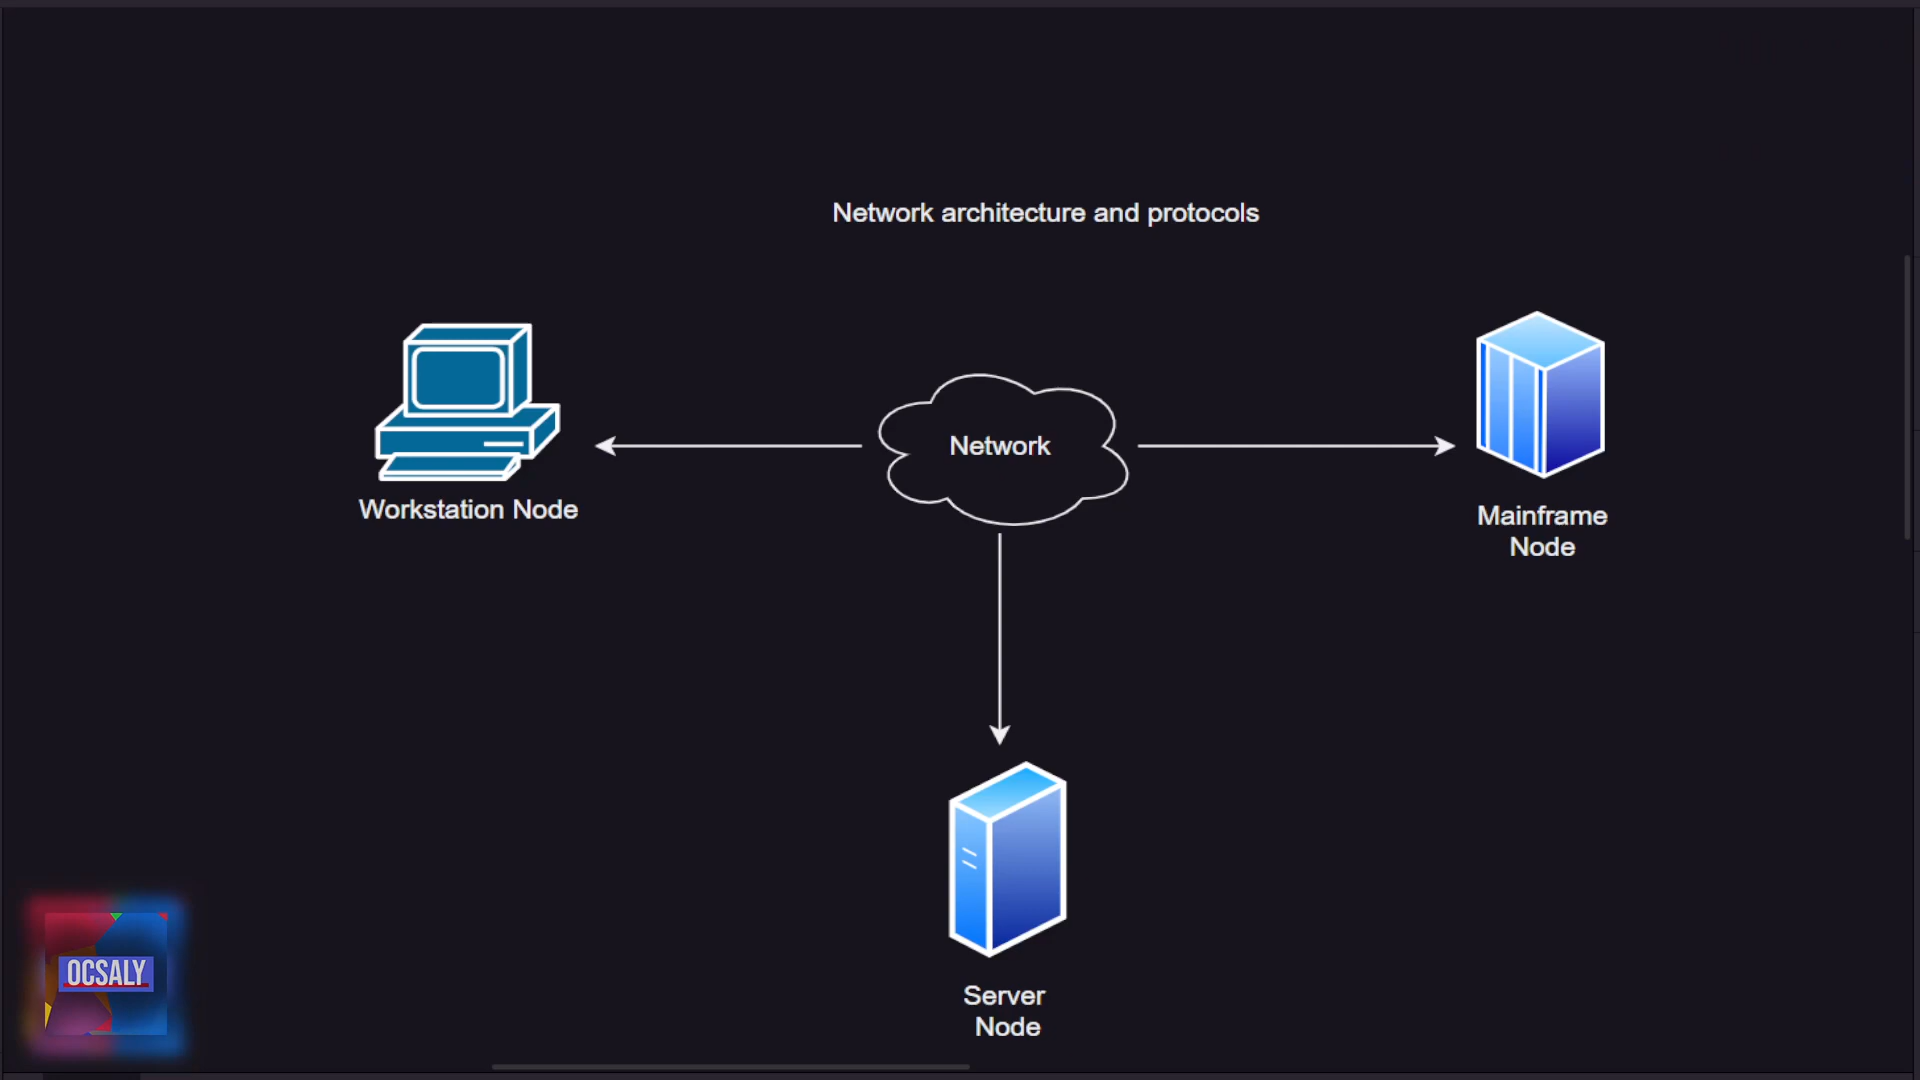 Network architecture and protocols
Network
Workstation Node
Mainframe
Node
Server
Node
OCSALY